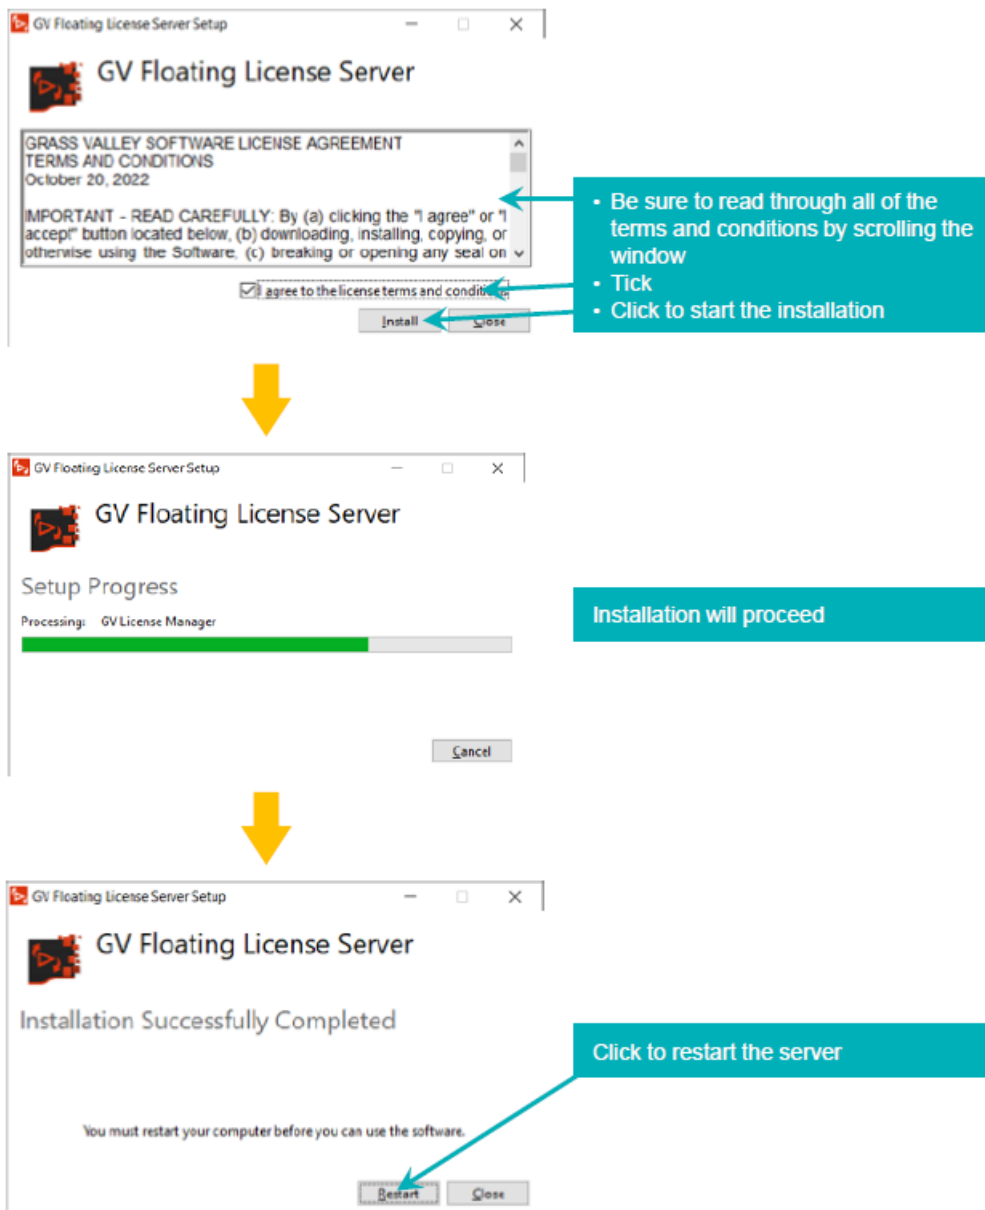 GV Floating License Server Setup
GV Floating License Server
GRASS VALLEY SOFTWARE LICENSE AGREEMENT
TERMS AND CONDITIONS
October 20, 2022
IMPORTANT - READ CAREFULLY: By (a) clicking the "I agree" or "I
accept" button located below, (b) downloading, installing, copying, or
otherwise using the Software, (c) breaking or opening any seal on
I agree to the license terms and conditions
Install
Close
• Be sure to read through all of the
terms and conditions by scrolling the
window
• Tick
• Click to start the installation
GV Floating License Server Setup
GV Floating License Server
Setup Progress
Processing: GV License Manager
Cancel
Installation will proceed
GV Floating License Server Setup
GV Floating License Server
Installation Successfully Completed
You must restart your computer before you can use the software.
Restart
Close
Click to restart the server